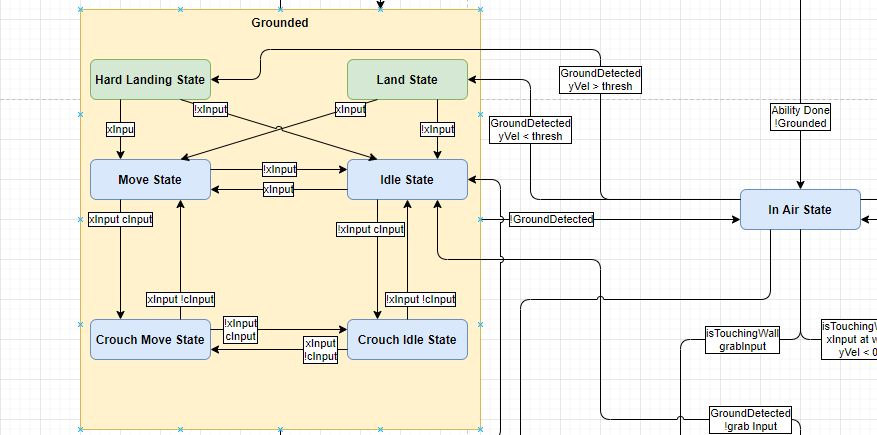 Grounded
Hard Landing State
Land State
GroundDetected
yVel > thresh
!xInput
xInput
Ability Done
!Grounded
xInpu
!xInput
GroundDetected
yVel < thresh
Move State
!xInput
xInput
Idle State
In Air State
xInput cInput
!xInput cInput
!GroundDetected
xInput !cInput
!xInput !cInput
Crouch Move State
!xInput
cInput
xInput
!cInput
Crouch Idle State
isTouchingWall
grabInput
isTouchingW
xInput at w
yVel < 0
GroundDetected
!grab Input